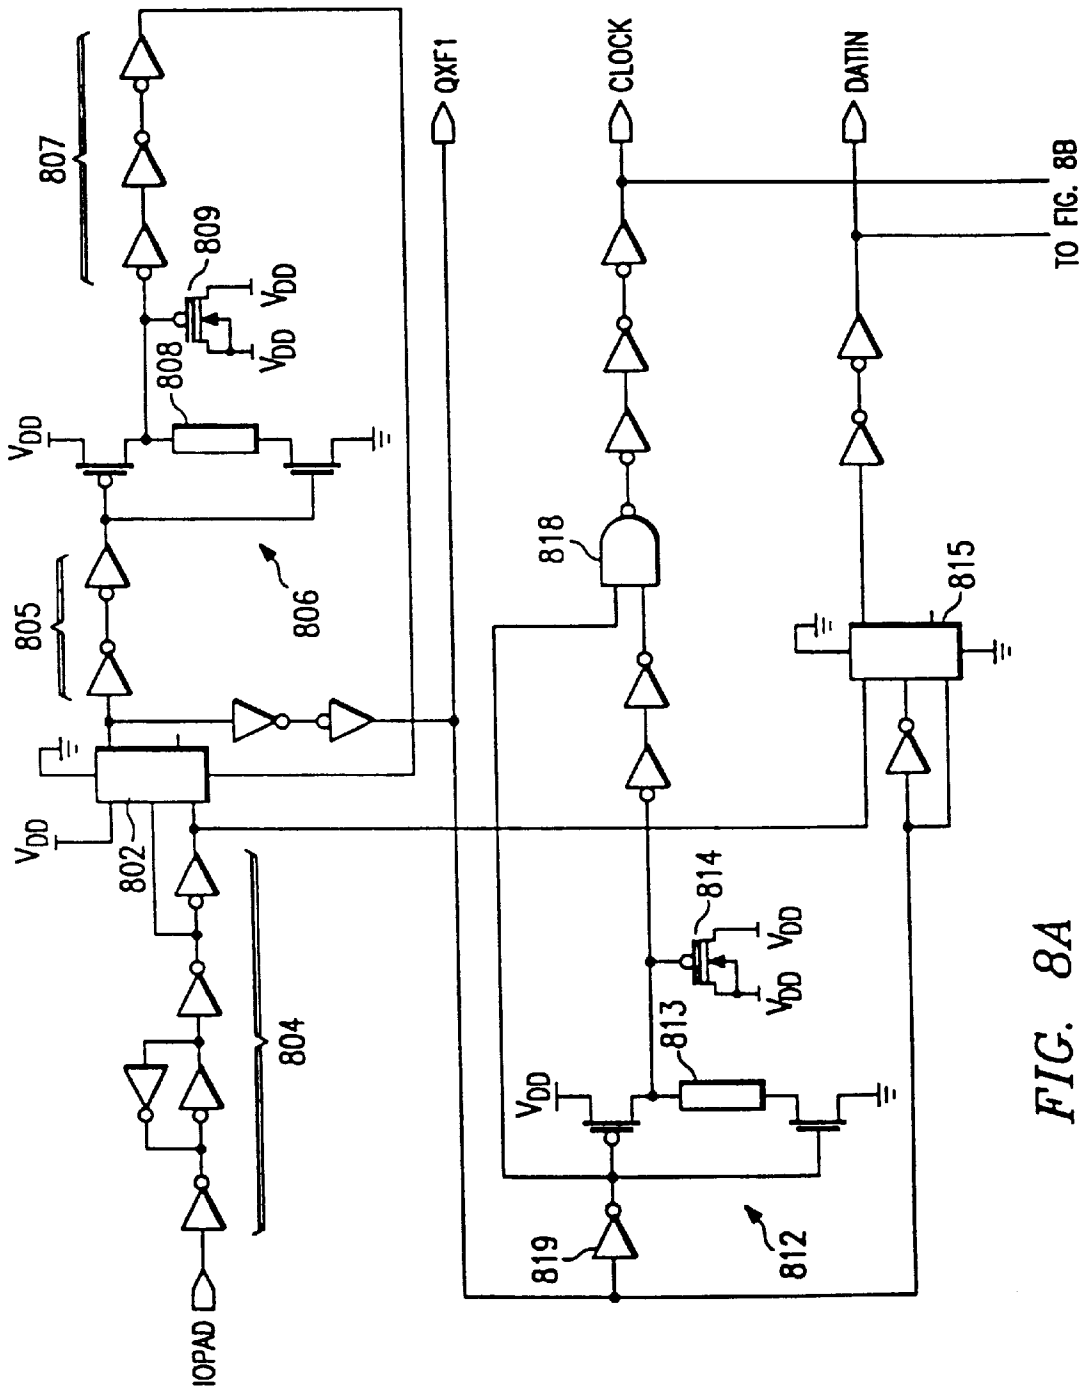 IOPAD
804
802
VDD
805
806
VDD
808
809
VDD
VDD
807
QXF1
819
812
VDD
813
814
VDD
VDD
818
CLOCK
815
DATIN
TO FIG. 8B
FIG. 8A